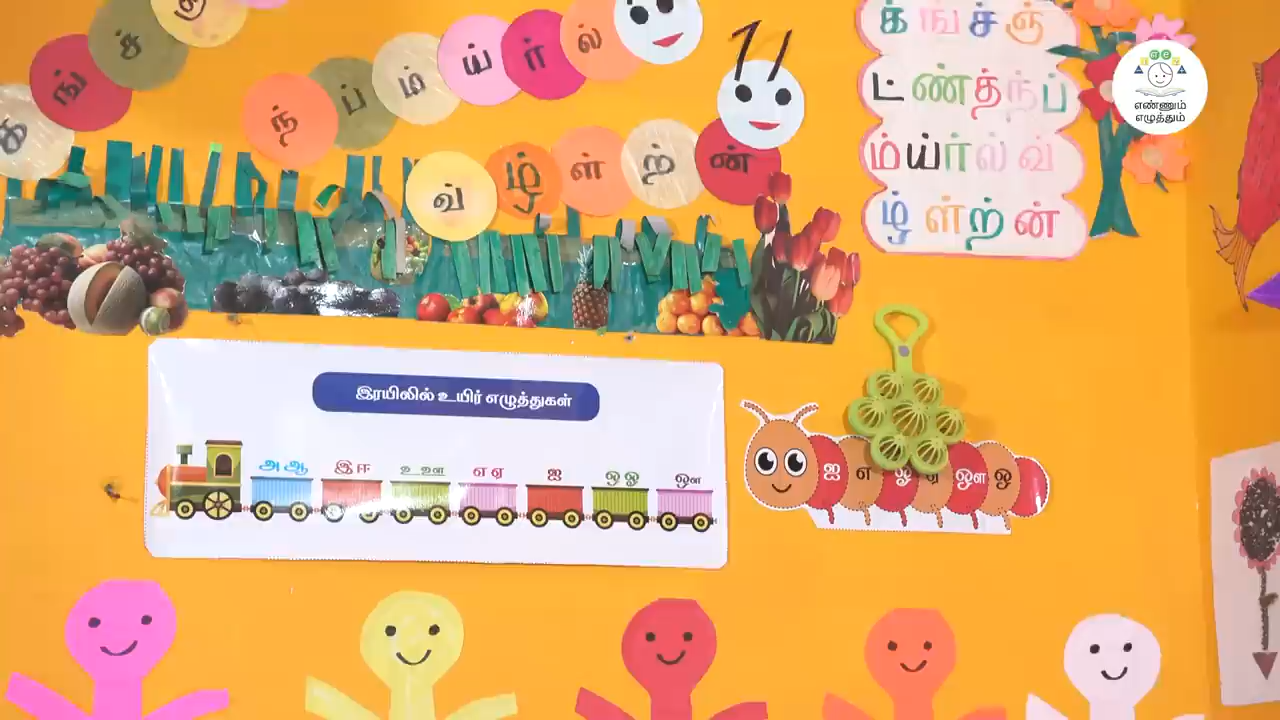 க் ங் ச் ஞ்
ட் ண் த் ந் ப்
ம் ய் ர் ல் வ்
ழ் ள் ற் ன்
எண்ணும்
எழுத்தும்
க் ங் ச்
ந் ப் ம் ய் ர் ல்
வ் ழ் ள் ற் ன்
இரயிலில் உயிர் எழுத்துகள்
அ ஆ இ ஈ உ ஊ எ ஏ ஐ ஒ ஓ ஔ
ஐ எ ஒ ஏ ஔ ஓ